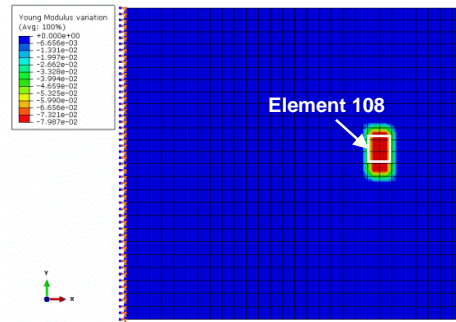 Young Modulus variation
(Avg: 100%)
+0.000e+00
-6.656e-03
-1.331e-02
-1.997e-02
-2.662e-02
-3.328e-02
-3.994e-02
-4.659e-02
-5.325e-02
-5.990e-02
-6.656e-02
-7.321e-02
-7.987e-02
Element 108
Y
X